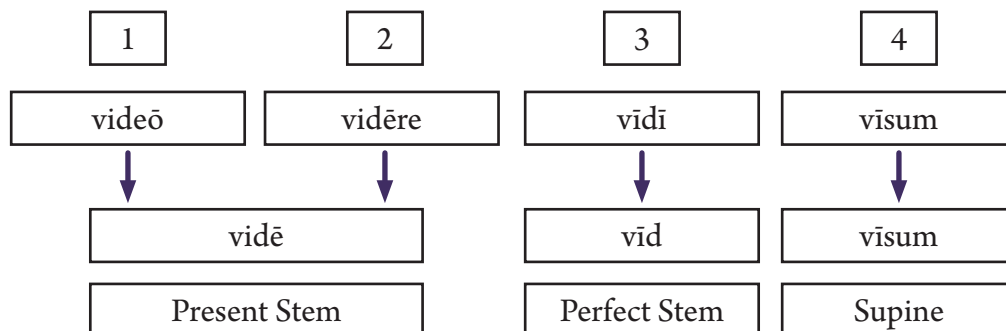 1 2 3 4
videō vidēre vīdī vīsum
vidē vīd vīsum
Present Stem Perfect Stem Supine